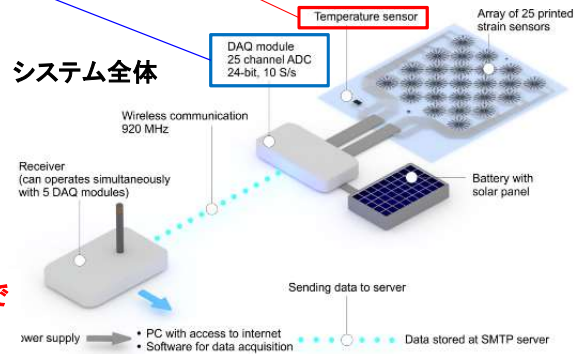 Temperature sensor
Array of 25 printed
strain sensors
DAQ module
25 channel ADC
24-bit, 10 S/s
システム全体
Wireless communication
920 MHz
Receiver
(can operates simultaneously
with 5 DAQ modules)
Battery with
solar panel
で
Sending data to server
ower supply
• PC with access to internet
• Software for data acquisition
Data stored at SMTP server